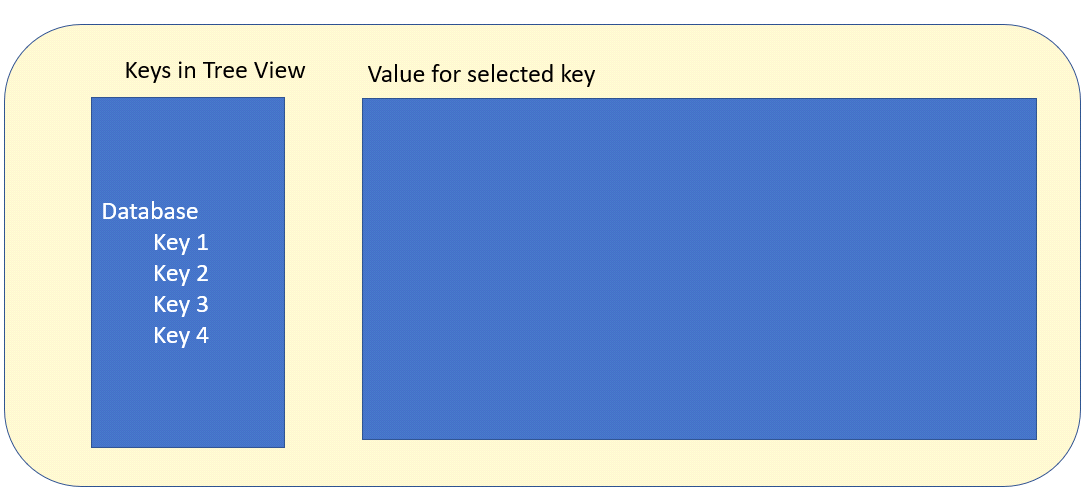 Keys in Tree View
Value for selected key
Database
Key 1
Key 2
Key 3
Key 4